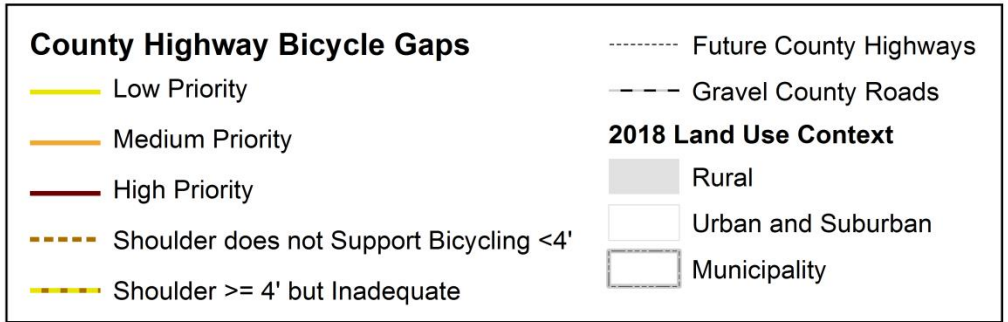 County Highway Bicycle Gaps
Low Priority
Medium Priority
High Priority
Shoulder does not Support Bicycling <4'
Shoulder >= 4' but Inadequate
Future County Highways
Gravel County Roads
2018 Land Use Context
Rural
Urban and Suburban
Municipality